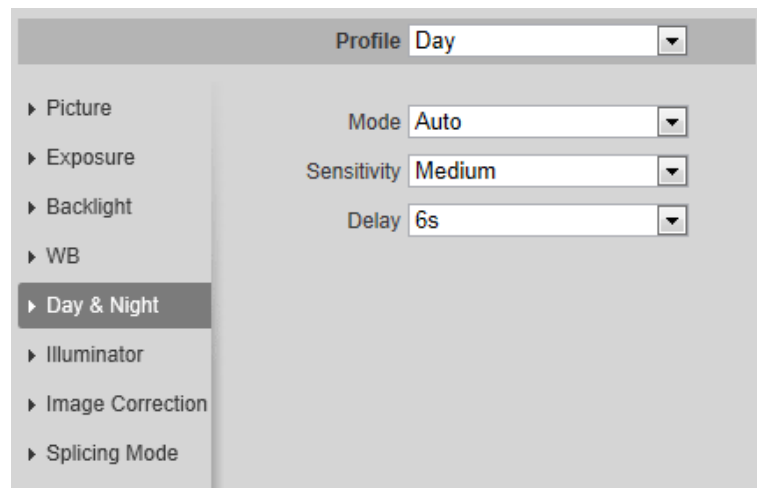 Profile Day
Picture
Exposure
Backlight
WB
Day & Night
Illuminator
Image Correction
Splicing Mode
Mode Auto
Sensitivity Medium
Delay 6s